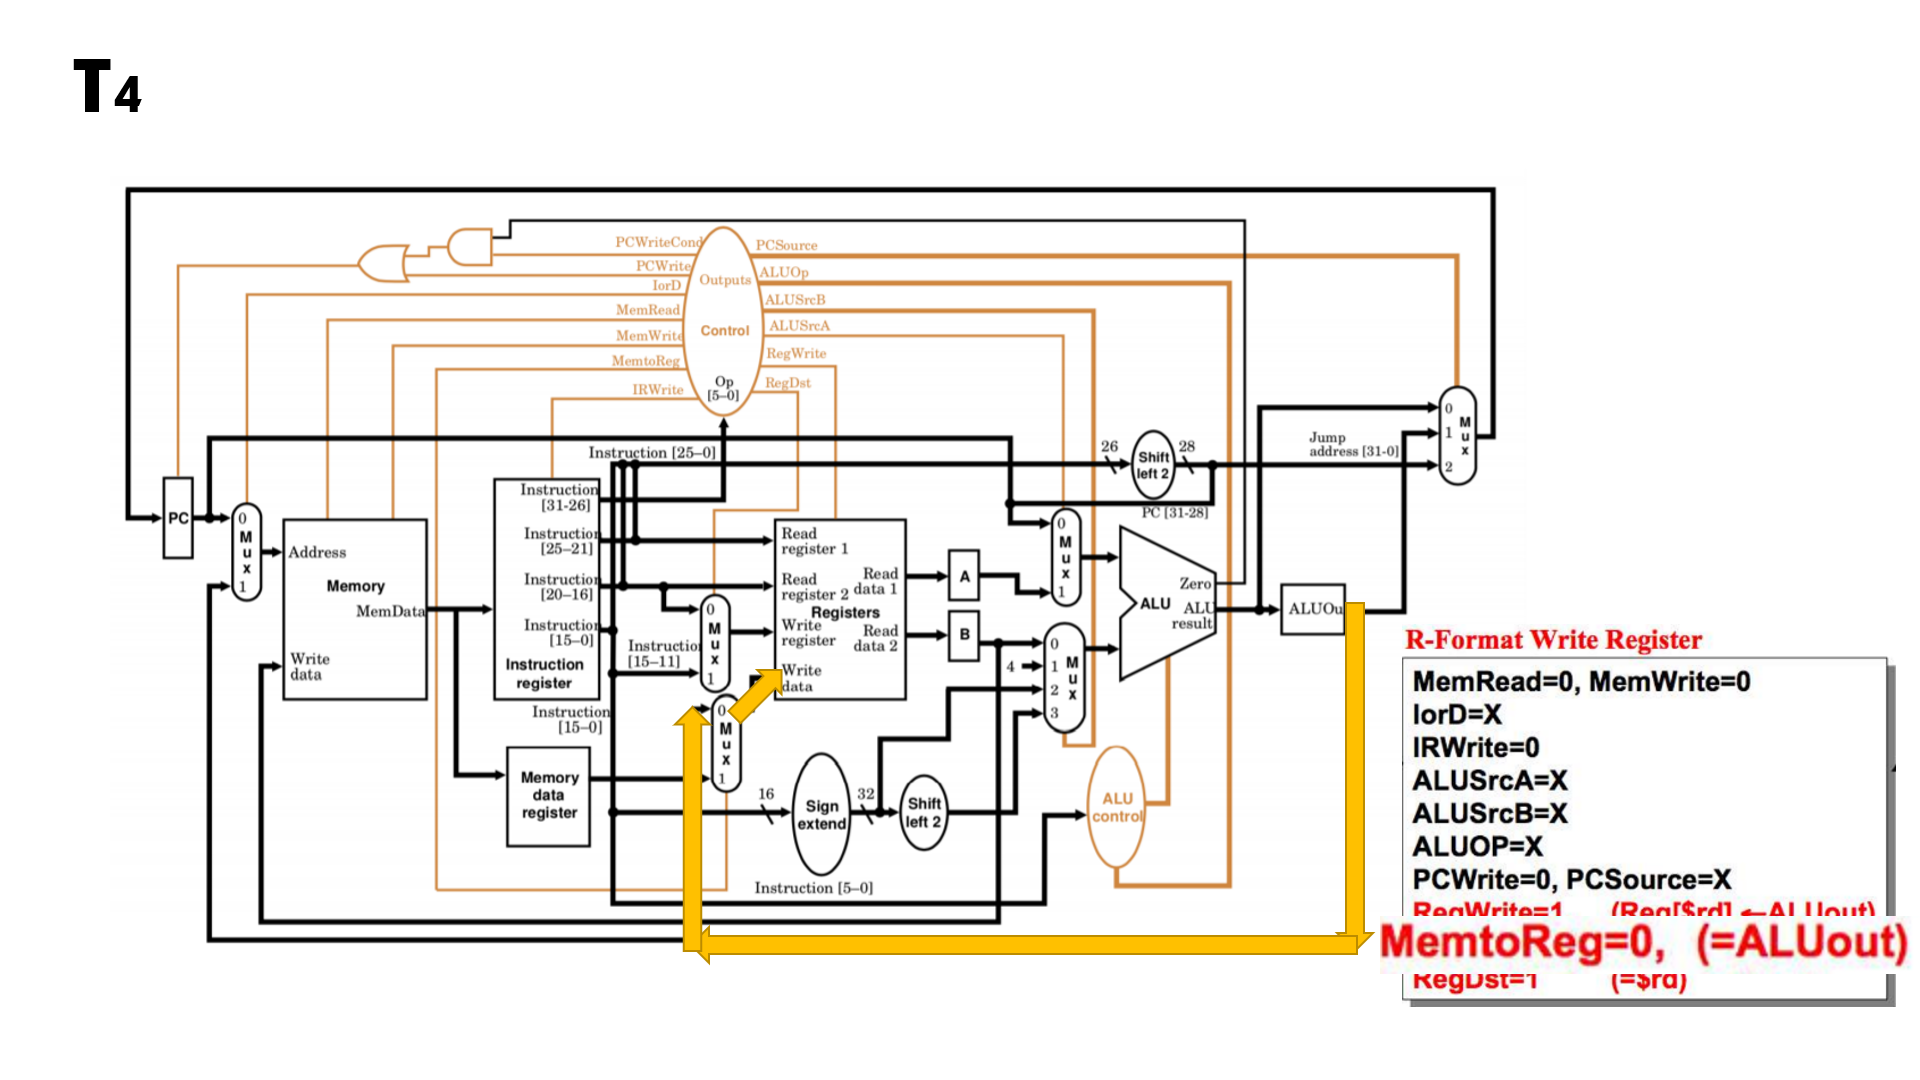 T4
PCWriteCond
PCWrite
IorD
MemRead
MemWrite
MemtoReg
IRWrite
Outputs
Control
Op
[5–0]
PCSource
ALUOp
ALUSrcB
ALUSrcA
RegWrite
RegDst
Instruction [25–0]
26
Shift
left 2
28
Jump
address [31-0]
0
1
2
M
u
x
PC [31-28]
PC
0
M
u
x
1
Address
Memory
MemData
Write
data
Instruction
[31-26]
Instruction
[25–21]
Instruction
[20–16]
Instruction
[15–0]
Instruction
register
Instruction
[15–0]
Memory
data
register
Instructio
[15–11]
0
M
u
x
1
0
M
u
x
1
Read
register 1
Read
register 2
Registers
Write
register
Write
data
Read
data 1
Read
data 2
A
B
0
M
u
x
1
4
0
1
2
3
M
u
x
Zero
ALU
ALU
result
ALUOu
16
Sign
extend
32
Shift
left 2
ALU
control
Instruction [5–0]
R-Format Write Register
MemRead=0, MemWrite=0
IorD=X
IRWrite=0
ALUSrcA=X
ALUSrcB=X
ALUOP=X
PCWrite=0, PCSource=X
RegWrite=1 (Reg[$rd] ←ALUout)
MemtoReg=0, (=ALUout)
RegDst=1 (=$rd)